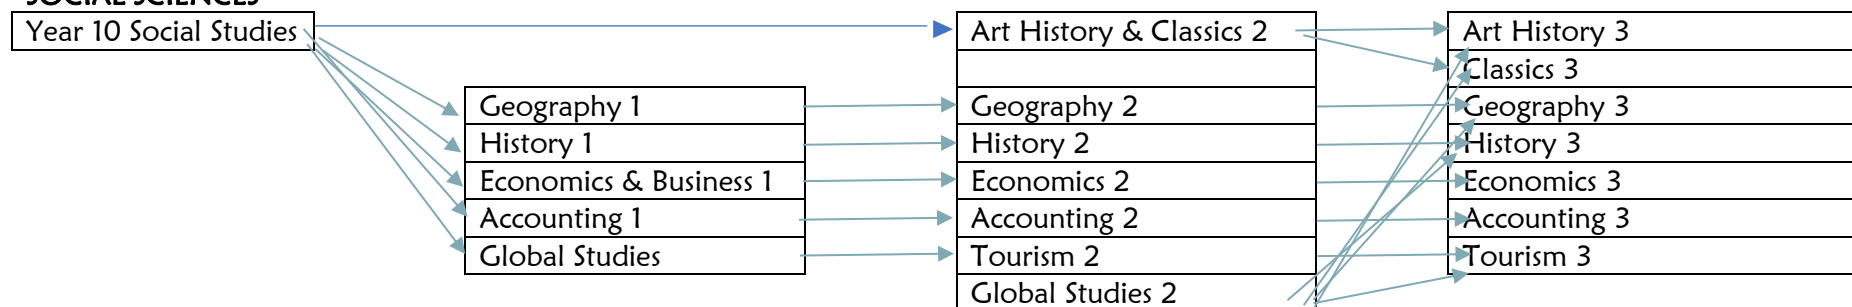 SOCIAL SCIENCES
Year 10 Social Studies
Art History & Classics 2
Art History 3
Classics 3
Geography 1
Geography 2
Geography 3
History 1
History 2
History 3
Economics & Business 1
Economics 2
Economics 3
Accounting 1
Accounting 2
Accounting 3
Global Studies
Tourism 2
Tourism 3
Global Studies 2